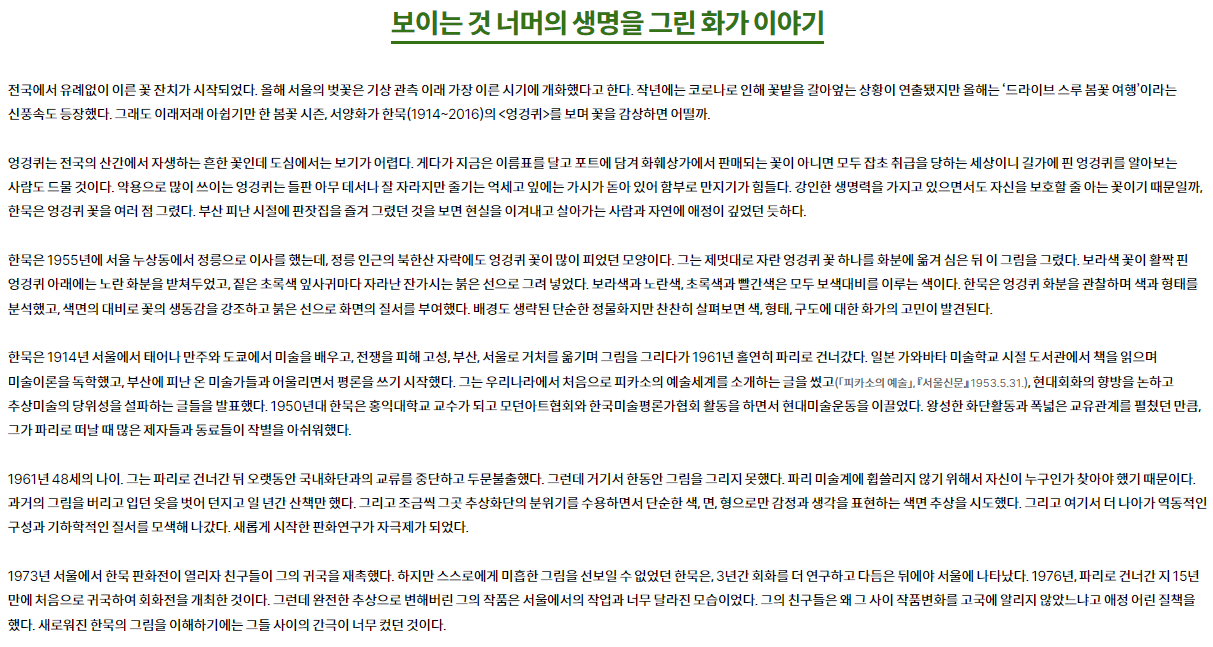 보이는 것 너머의 생명을 그린 화가 이야기
전국에서 유례없이 이른 꽃 잔치가 시작되었다. 올해 서울의 벚꽃은 기상 관측 이래 가장 이른 시기에 개화했다고 한다. 작년에는 코로나로 인해 꽃밭을 갈아엎는 상황이 연출됐지만 올해는 ‘드라이브 스루 봄꽃 여행’이라는
신풍속도 등장했다. 그래도 이래저래 아쉽기만 한 봄꽃 시즌, 서양화가 한묵(1914~2016)의 <엉겅퀴>를 보며 꽃을 감상하면 어떨까.
엉겅퀴는 전국의 산간에서 자생하는 흔한 꽃인데 도심에서는 보기가 어렵다. 게다가 지금은 이름표를 달고 포트에 담겨 화훼상가에서 판매되는 꽃이 아니면 모두 잡초 취급을 당하는 세상이니 길가에 핀 엉겅퀴를 알아보는
사람도 드물 것이다. 약용으로 많이 쓰이는 엉겅퀴는 들판 아무 데서나 잘 자라지만 줄기는 억세고 잎에는 가시가 돋아 있어 함부로 만지기가 힘들다. 강인한 생명력을 가지고 있으면서도 자신을 보호할 줄 아는 꽃이기 때문일까,
한묵은 엉겅퀴 꽃을 여러 점 그렸다. 부산 피난 시절에 판잣집을 즐겨 그렸던 것을 보면 현실을 이겨내고 살아가는 사람과 자연에 애정이 깊었던 듯하다.
한묵은 1955년에 서울 누상동에서 정릉으로 이사를 했는데, 정릉 인근의 북한산 자락에도 엉겅퀴 꽃이 많이 피었던 모양이다. 그는 제멋대로 자란 엉겅퀴 꽃 하나를 화분에 옮겨 심은 뒤 이 그림을 그렸다. 보라색 꽃이 활짝 핀
엉겅퀴 아래에는 노란 화분을 받쳐두었고, 짙은 초록색 잎사귀마다 자라난 잔가시는 붉은 선으로 그려 넣었다. 보라색과 노란색, 초록색과 빨간색은 모두 보색대비를 이루는 색이다. 한묵은 엉겅퀴 화분을 관찰하며 색과 형태를
분석했고, 색면의 대비로 꽃의 생동감을 강조하고 붉은 선으로 화면의 질서를 부여했다. 배경도 생략된 단순한 정물화지만 찬찬히 살펴보면 색, 형태, 구도에 대한 화가의 고민이 발견된다.
한묵은 1914년 서울에서 태어나 만주와 도쿄에서 미술을 배우고, 전쟁을 피해 고성, 부산, 서울로 거처를 옮기며 그림을 그리다가 1961년 홀연히 파리로 건너갔다. 일본 가와바타 미술학교 시절 도서관에서 책을 읽으며
미술이론을 독학했고, 부산에 피난 온 미술가들과 어울리면서 평론을 쓰기 시작했다. 그는 우리나라에서 처음으로 피카소의 예술세계를 소개하는 글을 썼고(「피카소의 예술」, 『서울신문』 1953.5.31.), 현대회화의 향방을 논하고
추상미술의 당위성을 설파하는 글들을 발표했다. 1950년대 한묵은 홍익대학교 교수가 되고 모던아트협회와 한국미술평론가협회 활동을 하면서 현대미술운동을 이끌었다. 왕성한 화단활동과 폭넓은 교유관계를 펼쳤던 만큼,
그가 파리로 떠날 때 많은 제자들과 동료들이 작별을 아쉬워했다.
1961년 48세의 나이. 그는 파리로 건너간 뒤 오랫동안 국내화단과의 교류를 중단하고 두문불출했다. 그런데 거기서 한동안 그림을 그리지 못했다. 파리 미술계에 휩쓸리지 않기 위해서 자신이 누구인가 찾아야 했기 때문이다.
과거의 그림을 버리고 입던 옷을 벗어 던지고 일 년간 산책만 했다. 그리고 조금씩 그곳 추상화단의 분위기를 수용하면서 단순한 색, 면, 형으로만 감정과 생각을 표현하는 색면 추상을 시도했다. 그리고 여기서 더 나아가 역동적인
구성과 기하학적인 질서를 모색해 나갔다. 새롭게 시작한 판화연구가 자극제가 되었다.
1973년 서울에서 한묵 판화전이 열리자 친구들이 그의 귀국을 재촉했다. 하지만 스스로에게 미흡한 그림을 선보일 수 없었던 한묵은, 3년간 회화를 더 연구하고 다듬은 뒤에야 서울에 나타났다. 1976년, 파리로 건너간 지 15년
만에 처음으로 귀국하여 회화전을 개최한 것이다. 그런데 완전한 추상으로 변해버린 그의 작품은 서울에서의 작업과 너무 달라진 모습이었다. 그의 친구들은 왜 그 사이 작품변화를 고국에 알리지 않았느냐고 애정 어린 질책을
했다. 새로워진 한묵의 그림을 이해하기에는 그들 사이의 간극이 너무 컸던 것이다.